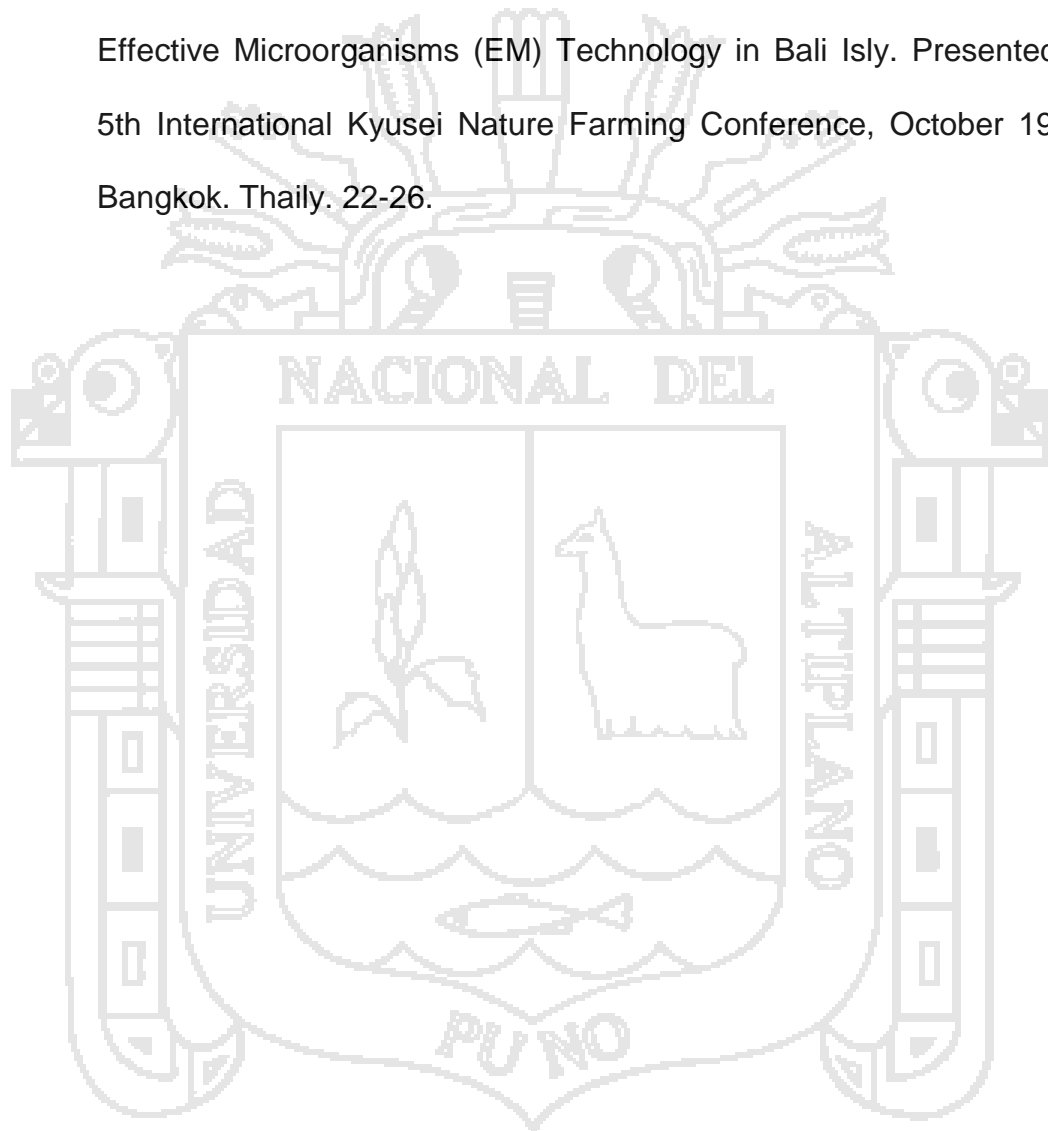 Effective Microorganisms (EM) Technology in Bali Isly. Presented
5th International Kyusei Nature Farming Conference, October 19
Bangkok. Thaily. 22-26.
NACIONAL DEL
UNIVERSIDAD
ALTIPLANO
PUNO